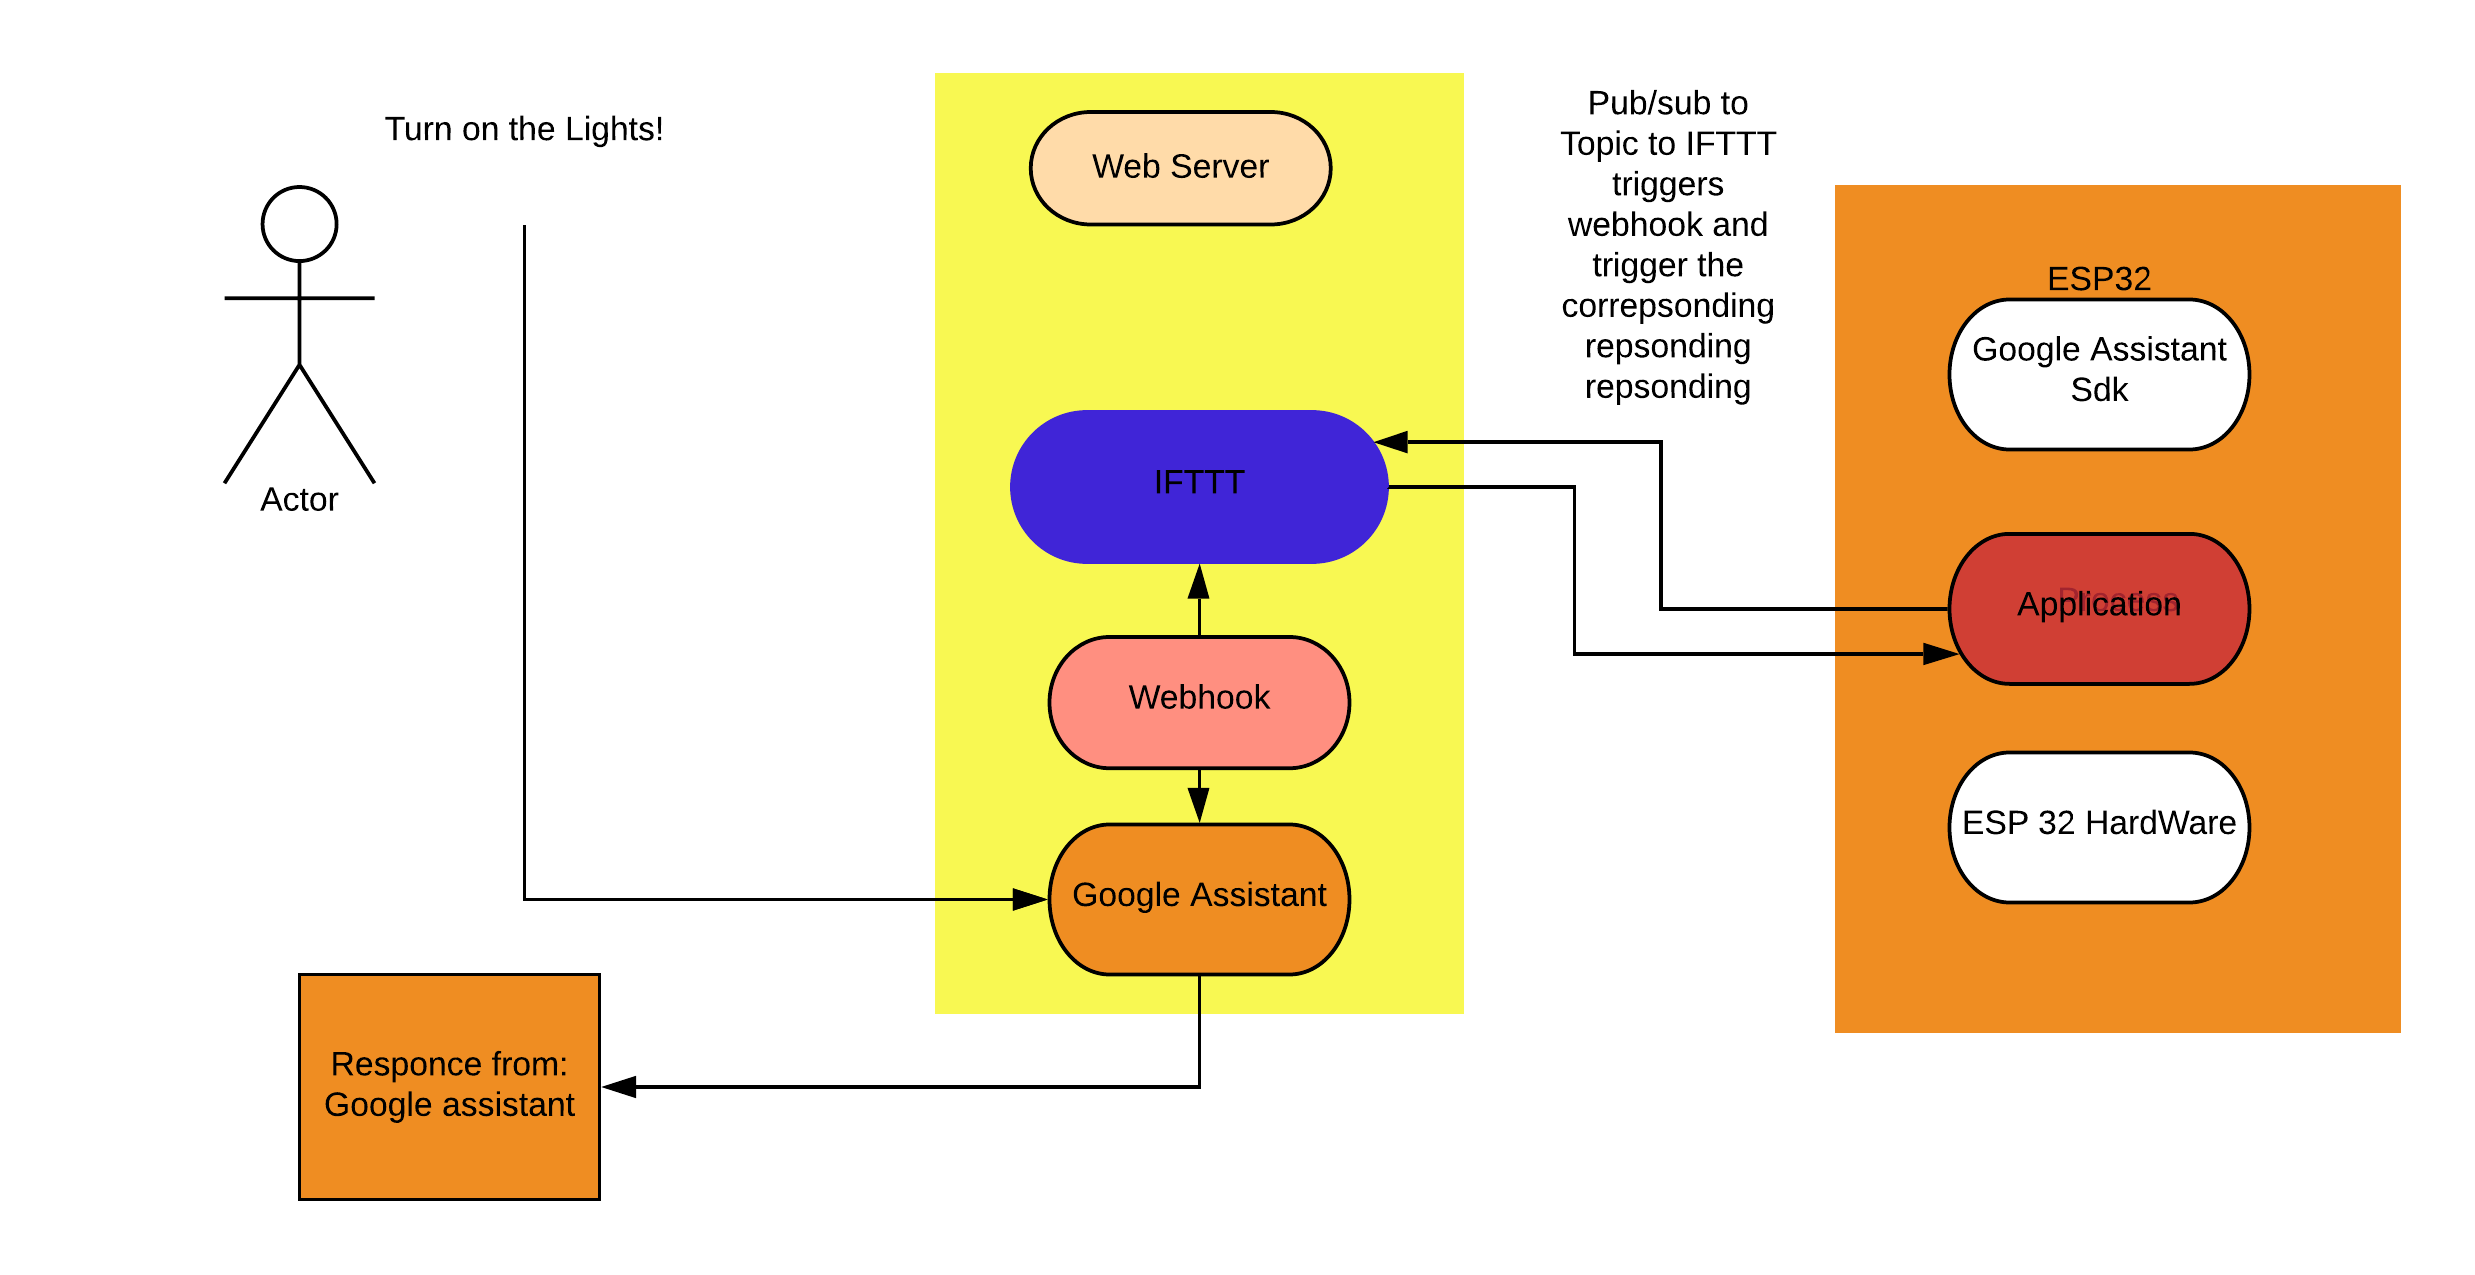 Turn on the Lights!
Actor
Web Server
IFTTT
Webhook
Google Assistant
Responce from:
Google assistant
Pub/sub to
Topic to IFTTT
triggers
webhook and
trigger the
correpsonding
repsonding
repsonding
ESP32
Google Assistant
Sdk
Process
Application
ESP 32 HardWare